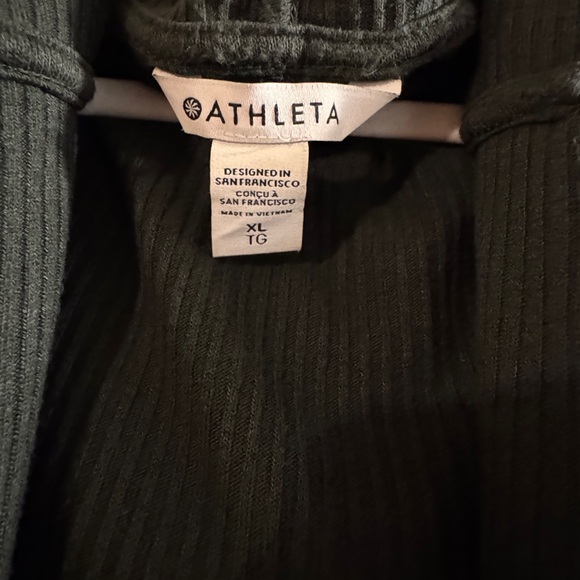 ATHLETA
DESIGNED IN
SAN FRANCISCO
CONÇU À
SAN FRANCISCO
MADE IN VIETNAM
XL
TG